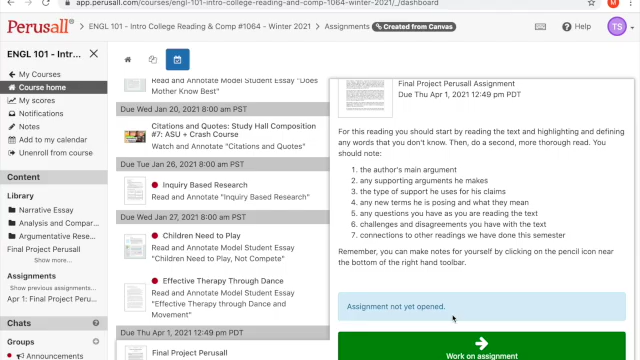 app.perusall.com/courses/engl-101-intro-college-reading-and-comp-1064-winter-2021/_/dashboard
M
Perusall®
ENGL 101 - Intro College Reading & Comp #1064 - Winter 2021
Assignments
Created from Canvas
Help
TS
ENGL 101 - Intro
My Courses
Course home
My scores
Notifications
Notes
Add to my calendar
Unenroll from course
Content
Library
Narrative Essay
Analysis and Compar...
Argumentative Rese...
Final Project Perusall
Show more...
Assignments
Show previous assignments...
Apr 1: Final Project Peru...
Chats
Groups
Announcements
Read and Annotate Model Student Essay "Does
Mother Know Best"
Due Wed Jan 20, 2021 8:00 am PST
Citations and Quotes: Study Hall Composition
#7: ASU + Crash Course
Watch and Annotate "Citations and Quotes"
Due Tue Jan 26, 2021 8:00 am PST
Inquiry Based Research
Read and Annotate "Inquiry Based Research"
Due Wed Jan 27, 2021 8:00 am PST
Children Need to Play
Read and Annotate Model Student Essay
"Children Need to Play, Not Compete"
Effective Therapy Through Dance
Read and Annotate Model Student Essay
"Effective Therapy Through Dance and
Movement"
Due Thu Apr 1, 2021 12:49 pm PDT
Final Project Perusall
Final Project Perusall Assignment
Due Thu Apr 1, 2021 12:49 pm PDT
For this reading you should start by reading the text and highlighting and defining
any words that you don't know. Then, do a second, more thorough read. You
should note:
1. the author's main argument
2. any supporting arguments he makes
3. the type of support he uses for his claims
4. any new terms he is posing and what they mean
5. any questions you have as you are reading the text
6. challenges and disagreements you have with the text
7. connections to other readings we have done this semester
Remember, you can make notes for yourself by clicking on the pencil icon near
the bottom of the right hand toolbar.
Assignment not yet opened.
Work on assignment